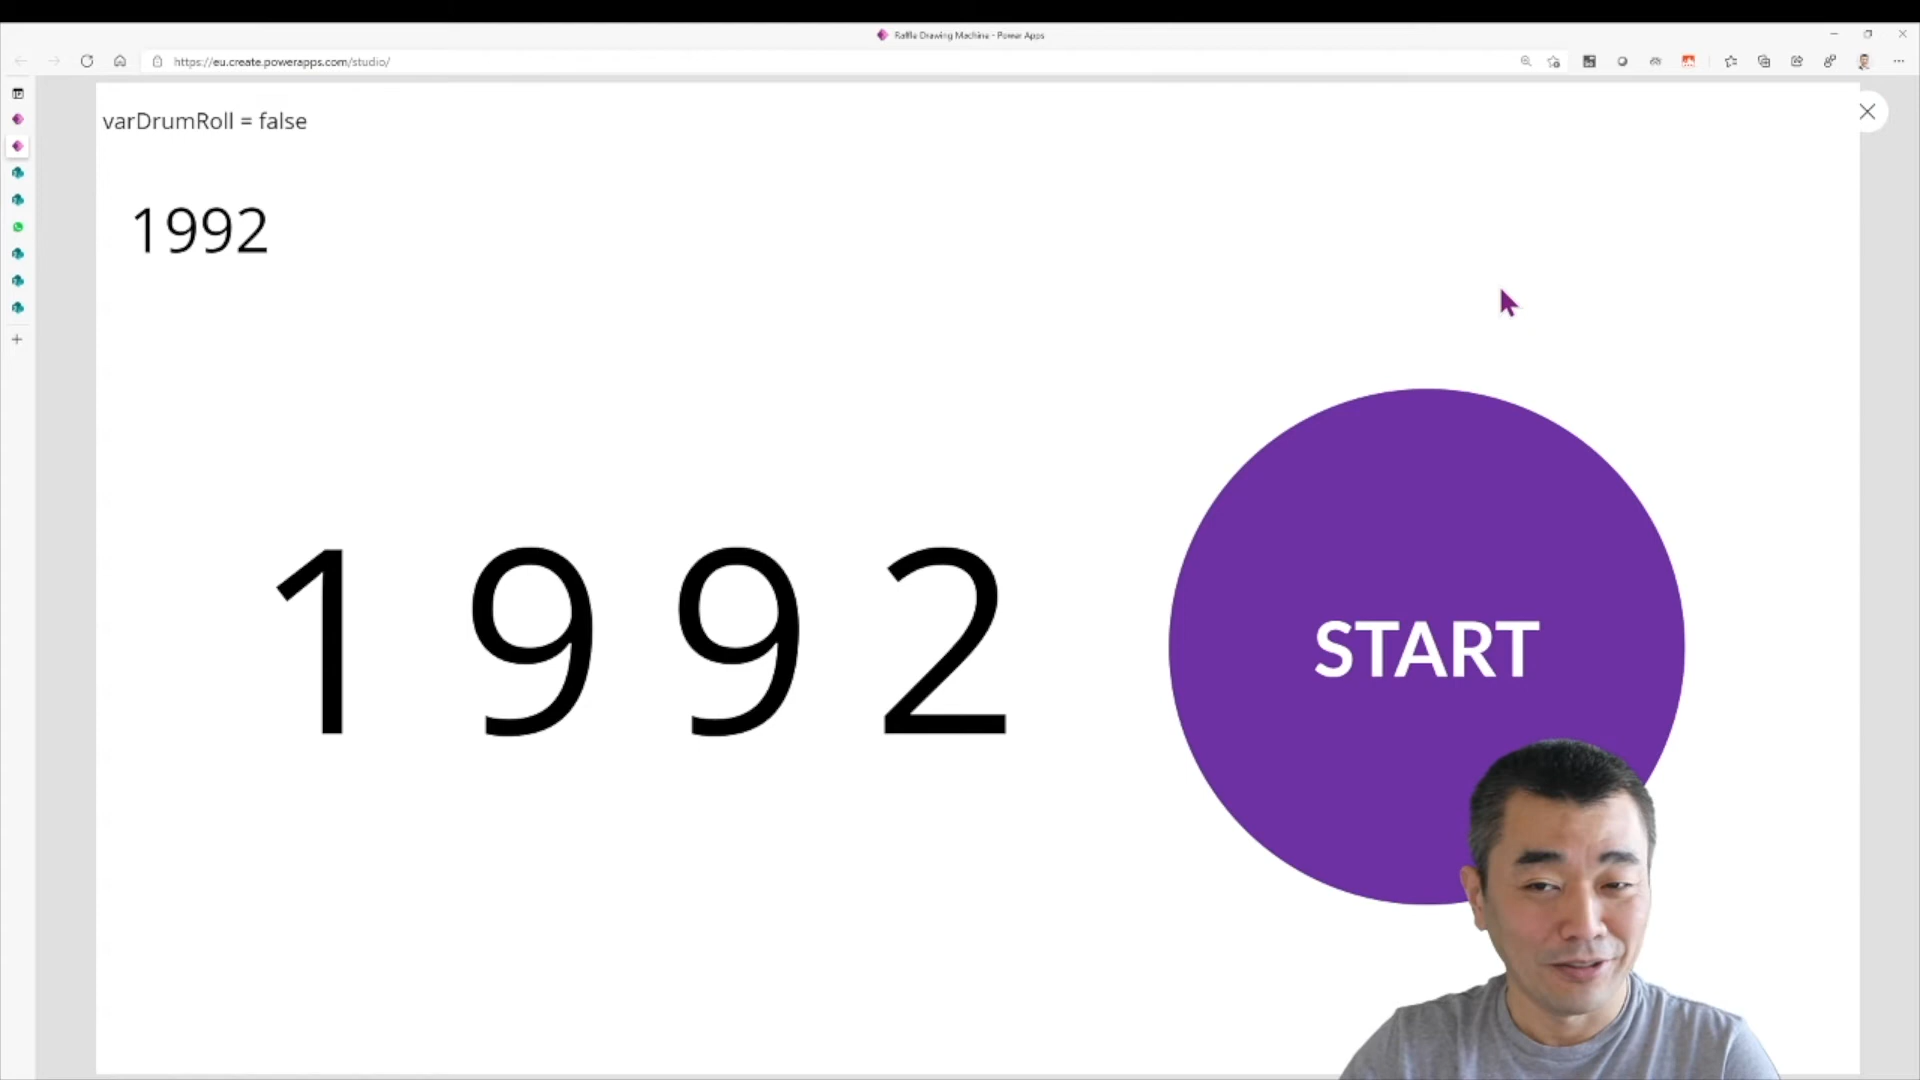 Raffle Drawing Machine - Power Apps
https://eu.create.powerapps.com/studio/
varDrumRoll = false
1992
1 9 9 2
START